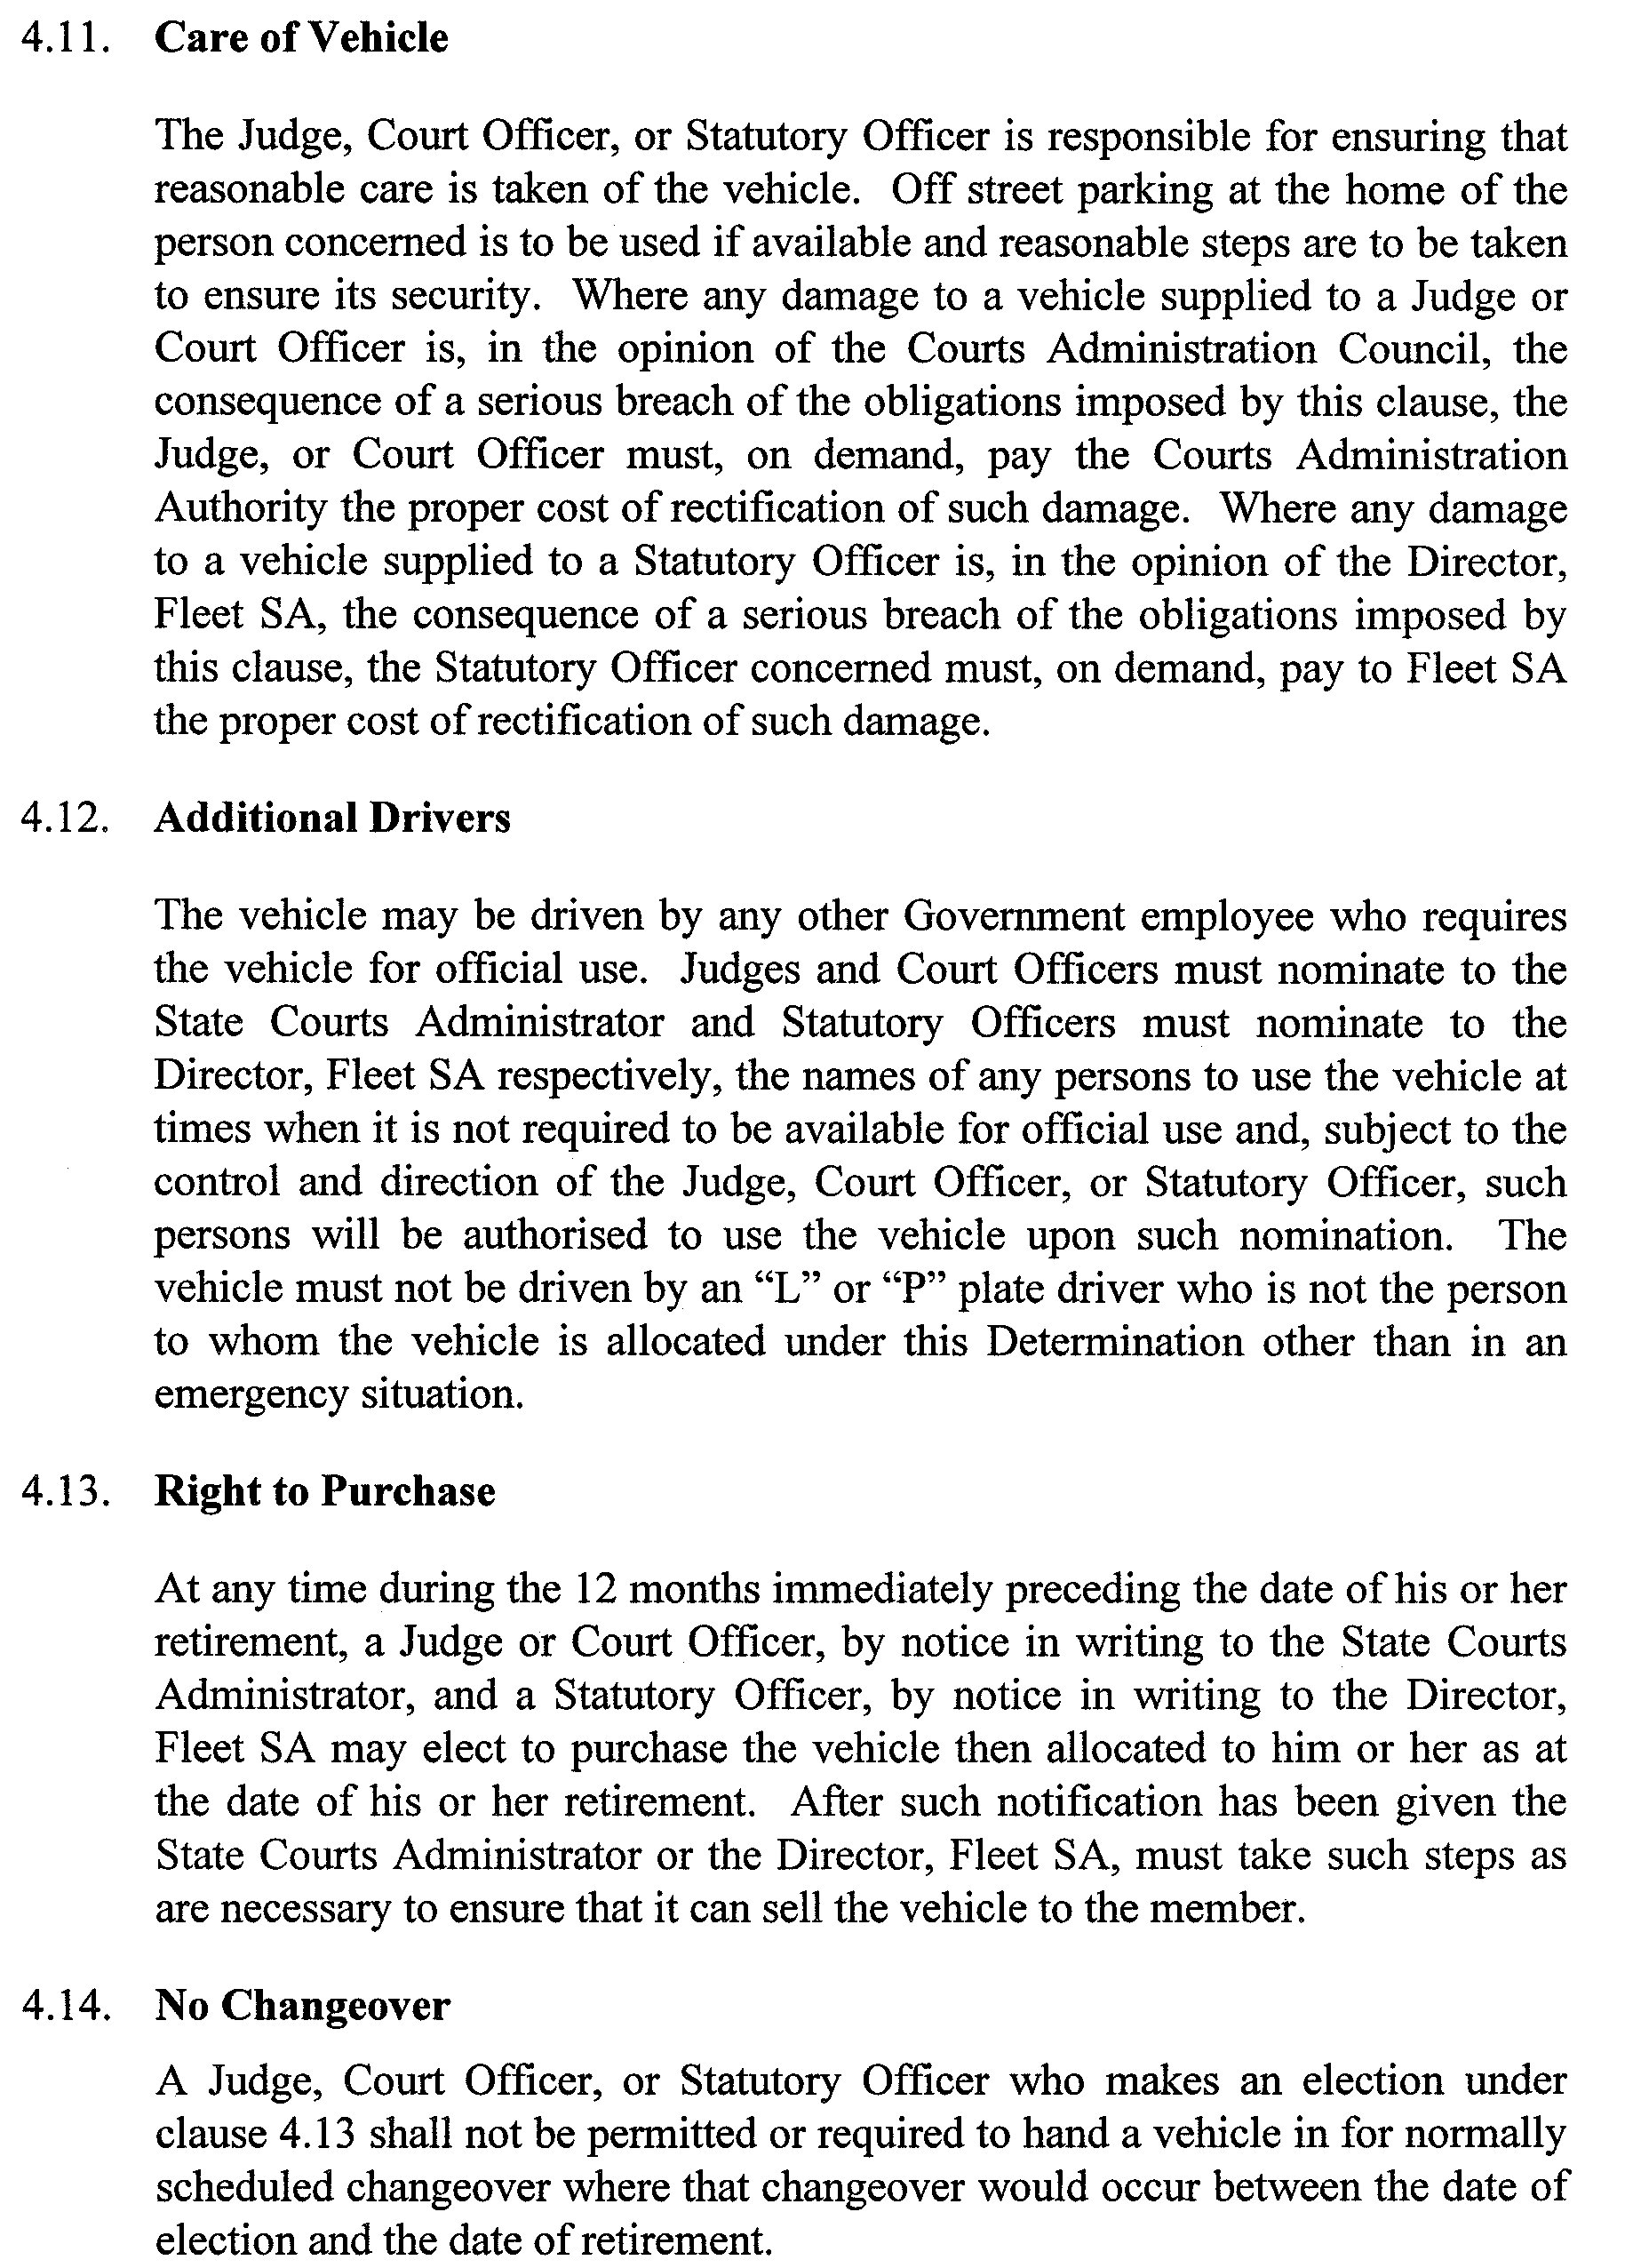 4.11. Care of Vehicle
The Judge, Court Officer, or Statutory Officer is responsible for ensuring that
reasonable care is taken of the vehicle. Off street parking at the home of the
person concerned is to be used if available and reasonable steps are to be taken
to ensure its security. Where any damage to a vehicle supplied to a Judge or
Court Officer is, in the opinion of the Courts Administration Council, the
consequence of a serious breach of the obligations imposed by this clause, the
Judge, or Court Officer must, on demand, pay the Courts Administration
Authority the proper cost of rectification of such damage. Where any damage
to a vehicle supplied to a Statutory Officer is, in the opinion of the Director,
Fleet SA, the consequence of a serious breach of the obligations imposed by
this clause, the Statutory Officer concerned must, on demand, pay to Fleet SA
the proper cost of rectification of such damage.
4.12. Additional Drivers
The vehicle may be driven by any other Government employee who requires
the vehicle for official use. Judges and Court Officers must nominate to the
State Courts Administrator and Statutory Officers must nominate to the
Director, Fleet SA respectively, the names of any persons to use the vehicle at
times when it is not required to be available for official use and, subject to the
control and direction of the Judge, Court Officer, or Statutory Officer, such
persons will be authorised to use the vehicle upon such nomination. The
vehicle must not be driven by an “L” or “P” plate driver who is not the person
to whom the vehicle is allocated under this Determination other than in an
emergency situation.
4.13. Right to Purchase
At any time during the 12 months immediately preceding the date of his or her
retirement, a Judge or Court Officer, by notice in writing to the State Courts
Administrator, and a Statutory Officer, by notice in writing to the Director,
Fleet SA may elect to purchase the vehicle then allocated to him or her as at
the date of his or her retirement. After such notification has been given the
State Courts Administrator or the Director, Fleet SA, must take such steps as
are necessary to ensure that it can sell the vehicle to the member.
4.14. No Changeover
A Judge, Court Officer, or Statutory Officer who makes an election under
clause 4.13 shall not be permitted or required to hand a vehicle in for normally
scheduled changeover where that changeover would occur between the date of
election and the date of retirement.